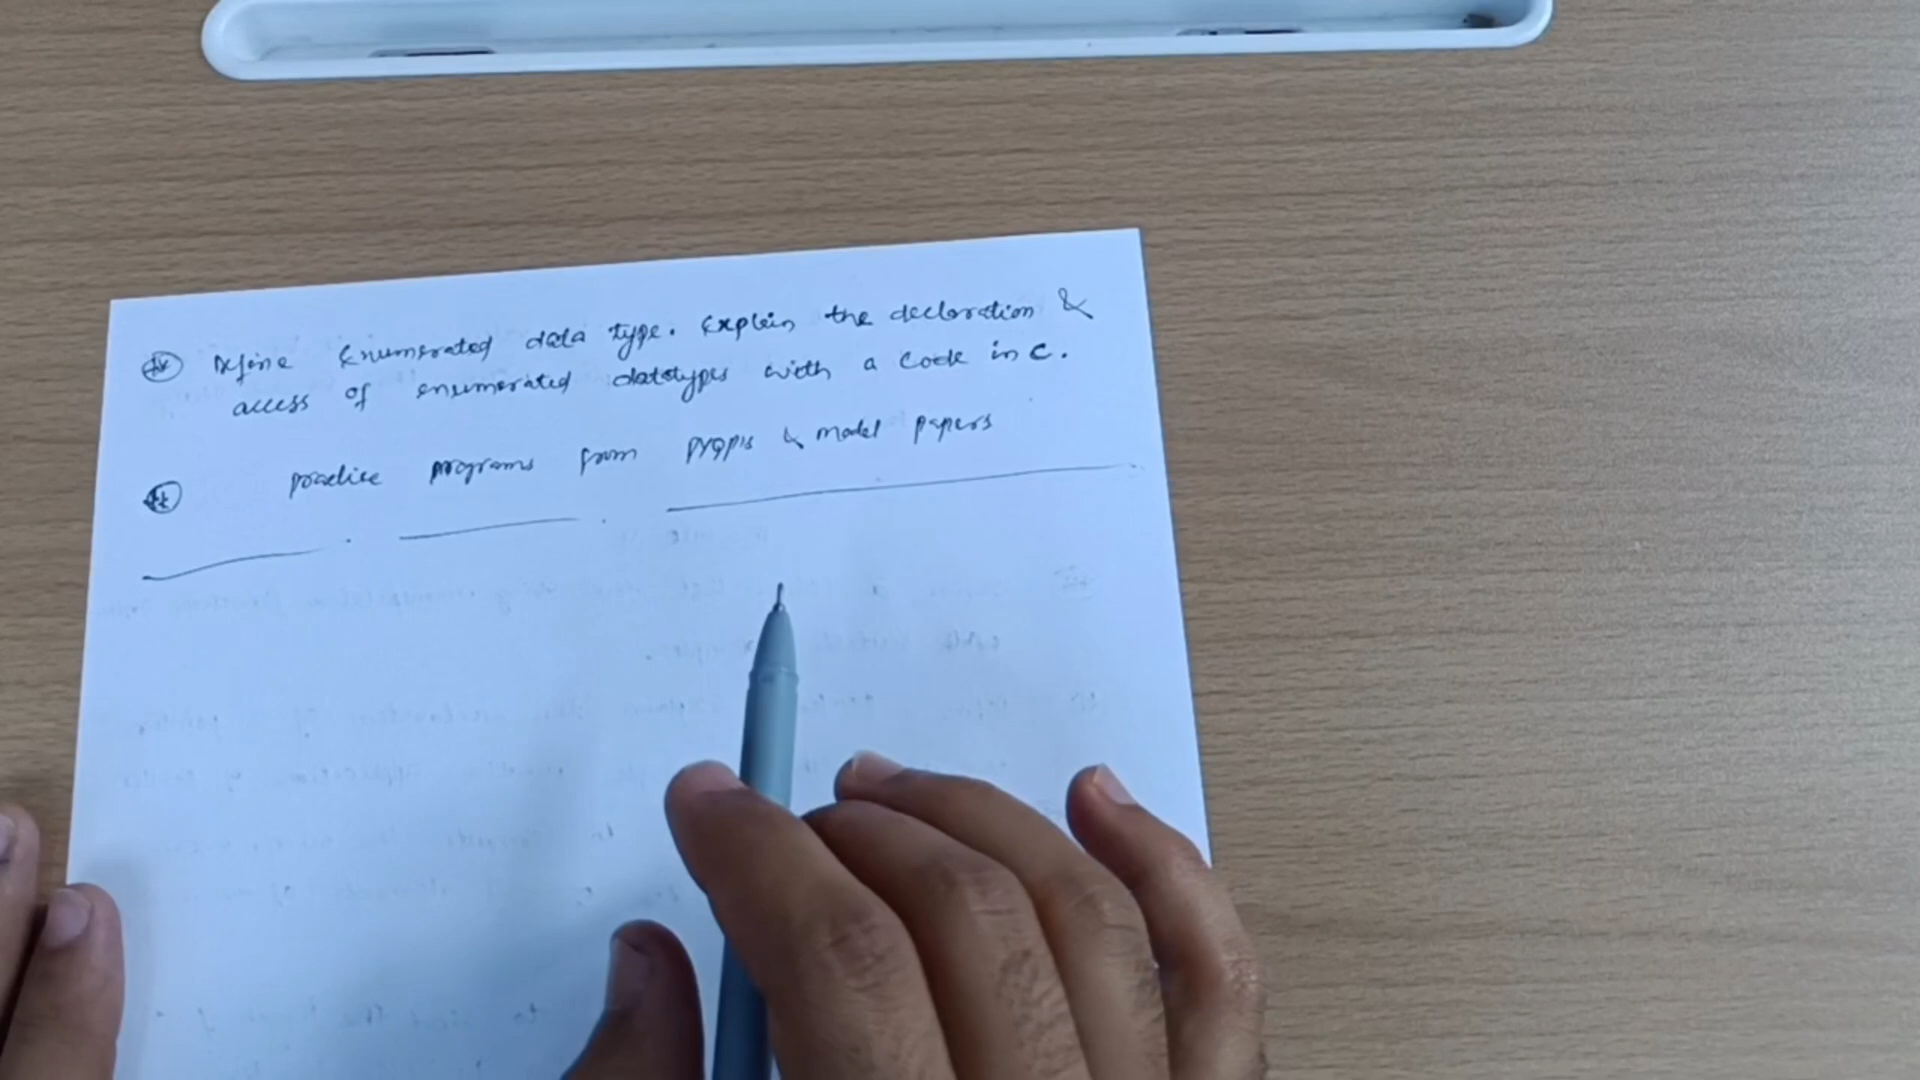 Define Enumerated data type. Explain the declaration &
access of enumerated datatypes with a code in c.
practice programs from PYQP's & model papers